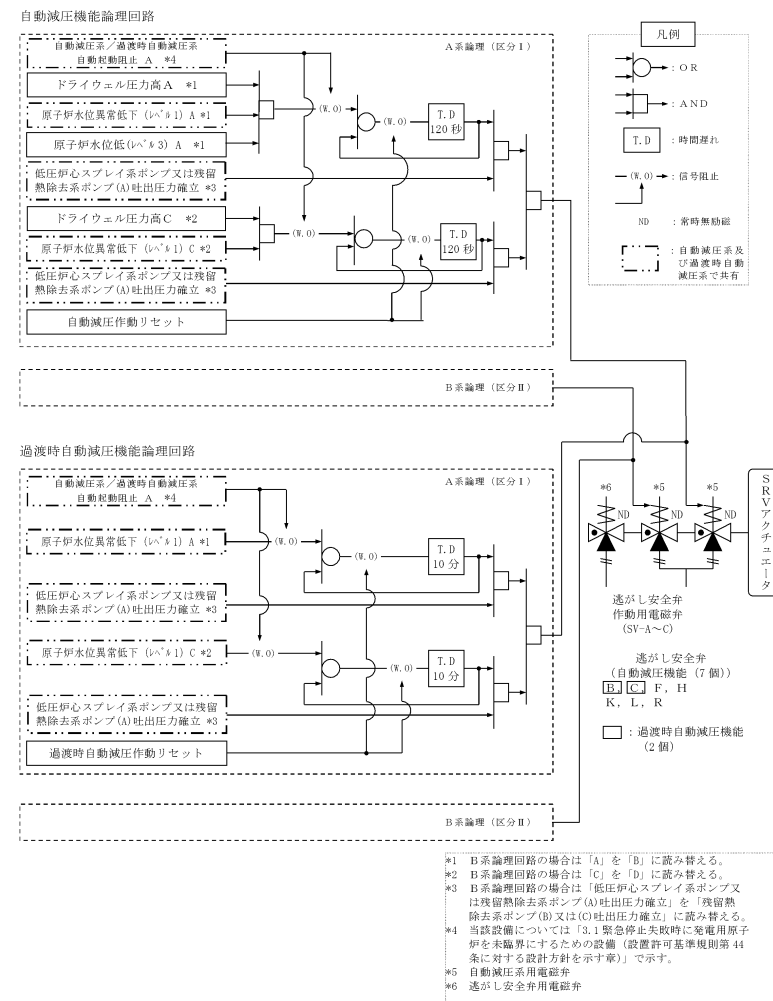 自動減圧機能論理回路
自動減圧系／過渡時自動減圧系
自動起動阻止 A *4
A系論理（区分Ⅰ）
ドライウェル圧力高A *1
原子炉水位異常低下（ﾚﾍﾞﾙ1）A *1
原子炉水位低(ﾚﾍﾞﾙ3) A *1
低圧炉心スプレイ系ポンプ又は残留
熱除去系ポンプ(A)吐出圧力確立 *3
ドライウェル圧力高C *2
原子炉水位異常低下（ﾚﾍﾞﾙ1）C *2
低圧炉心スプレイ系ポンプ又は残留
熱除去系ポンプ(A)吐出圧力確立 *3
自動減圧作動リセット
(W.O)
(W.O)
T.D
120秒
(W.O)
(W.O)
T.D
120秒
B系論理（区分Ⅱ）
凡例
：OR
：AND
T.D
：時間遅れ
(W.O)
：信号阻止
ND
：常時無励磁
：自動減圧系及
び過渡時自動
減圧系で共有
過渡時自動減圧機能論理回路
自動減圧系／過渡時自動減圧系
自動起動阻止 A *4
A系論理（区分Ⅰ）
原子炉水位異常低下（ﾚﾍﾞﾙ1）A *1
低圧炉心スプレイ系ポンプ又は残留
熱除去系ポンプ(A)吐出圧力確立 *3
原子炉水位異常低下（ﾚﾍﾞﾙ1）C *2
低圧炉心スプレイ系ポンプ又は残留
熱除去系ポンプ(A)吐出圧力確立 *3
過渡時自動減圧作動リセット
(W.O)
(W.O)
T.D
10分
(W.O)
(W.O)
T.D
10分
B系論理（区分Ⅱ）
*6
*5
*5
ND
ND
ND
SRVアクチュエータ
逃がし安全弁
作動用電磁弁
(SV-A～C)
逃がし安全弁
（自動減圧機能（7個））
B, C, F, H
K, L, R
：過渡時自動減圧機能
（2個）
*1 B系論理回路の場合は「A」を「B」に読み替える。
*2 B系論理回路の場合は「C」を「D」に読み替える。
*3 B系論理回路の場合は「低圧炉心スプレイ系ポンプ又
は残留熱除去系ポンプ(A)吐出圧力確立」を「残留熱
除去系ポンプ(B)又は(C)吐出圧力確立」に読み替える。
*4 当該設備については「3.1 緊急停止失敗時に発電用原子
炉を未臨界にするための設備（設置許可基準規則第 44
条に対する設計方針を示す章）」で示す。
*5 自動減圧系用電磁弁
*6 逃がし安全弁用電磁弁